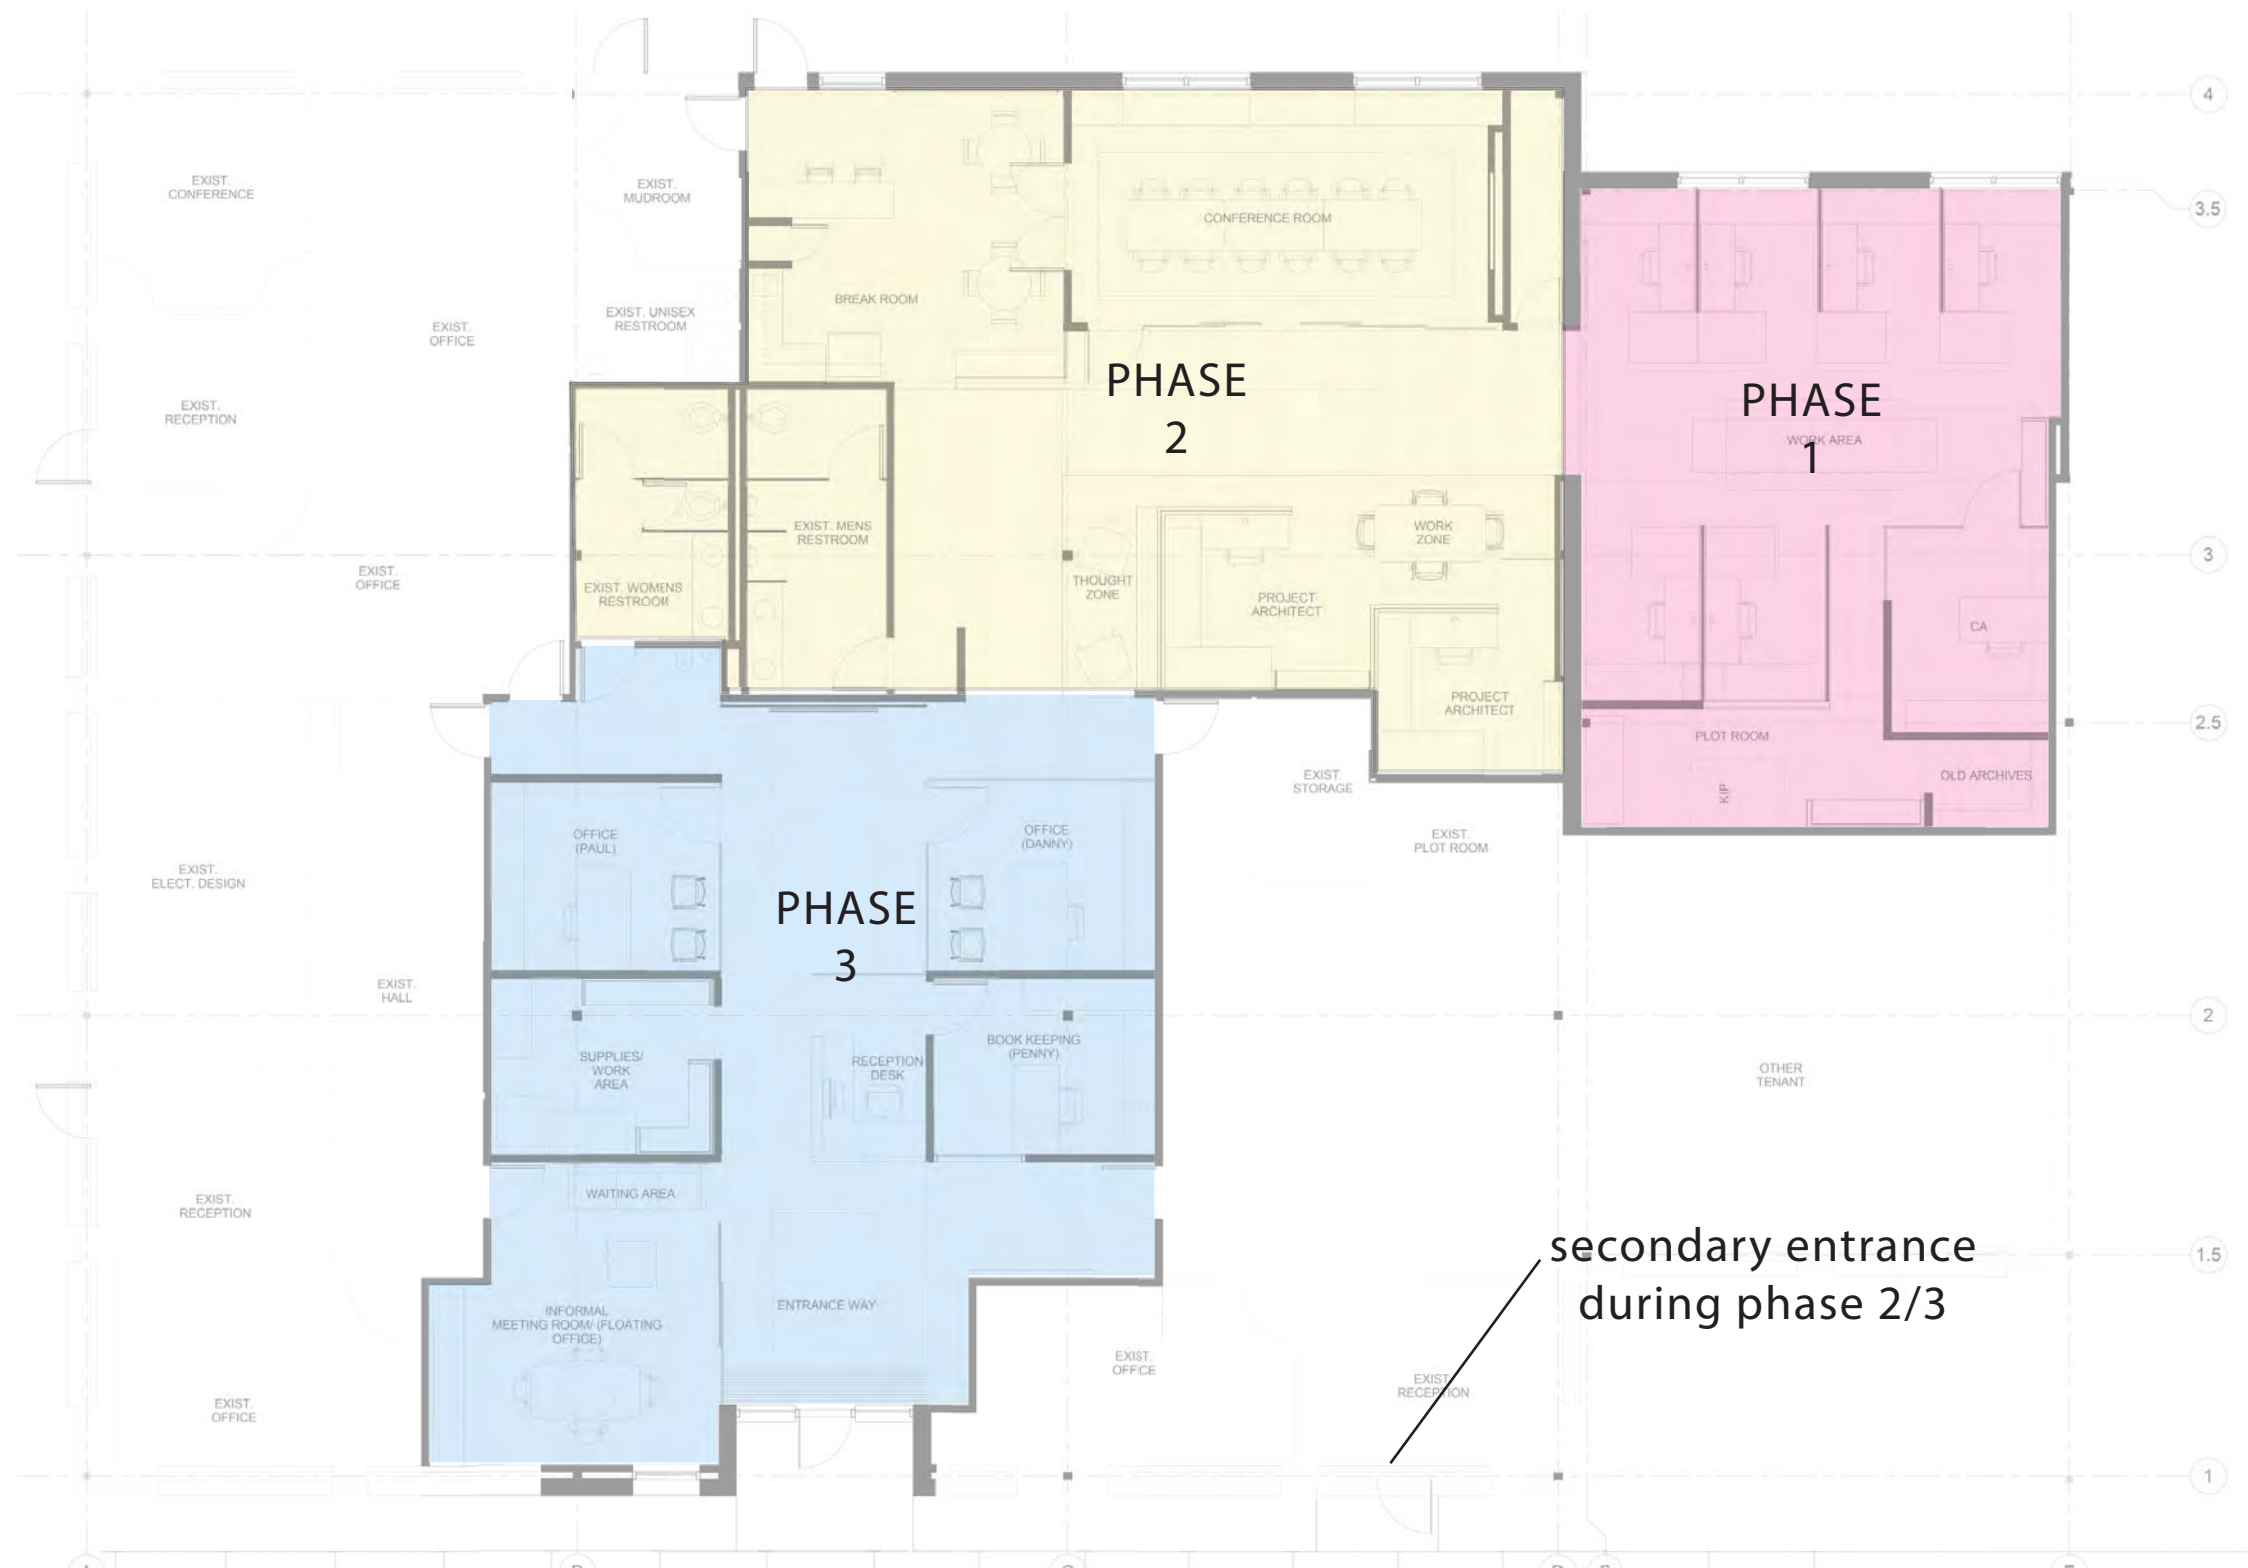 4
EXIST.
CONFERENCE
EXIST.
MUDROOM
3.5
CONFERENCE ROOM
BREAK ROOM
EXIST. UNISEX
RESTROOM
EXIST.
OFFICE
PHASE
2
PHASE
1
WORK AREA
EXIST.
RECEPTION
EXIST. MENS
RESTROOM
WORK
ZONE
3
EXIST.
OFFICE
EXIST. WOMENS
RESTROOM
THOUGHT
ZONE
PROJECT
ARCHITECT
CA
PROJECT
ARCHITECT
2.5
PLOT ROOM
OLD ARCHIVES
KIP
EXIST.
STORAGE
OFFICE
(PAUL)
OFFICE
(DANNY)
EXIST.
PLOT ROOM
EXIST.
ELECT. DESIGN
PHASE
3
EXIST.
HALL
2
SUPPLIES/
WORK
AREA
RECEPTION
DESK
BOOK KEEPING
(PENNY)
OTHER
TENANT
EXIST.
RECEPTION
WAITING AREA
secondary entrance
during phase 2/3
1.5
INFORMAL
MEETING ROOM/ (FLOATING
OFFICE)
ENTRANCE WAY
EXIST.
OFFICE
EXIST.
RECEPTION
EXIST.
OFFICE
1